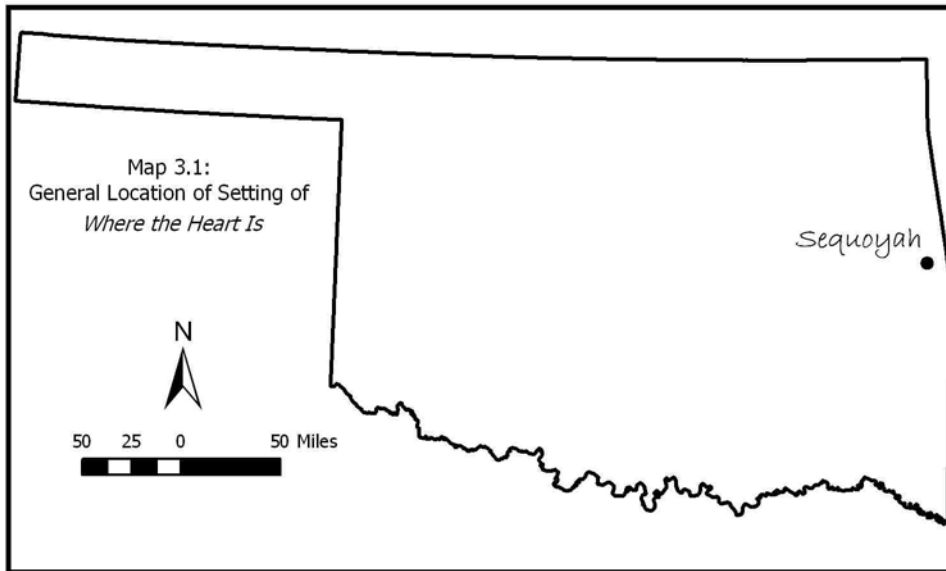 Map 3.1:
General Location of Setting of
Where the Heart Is
Sequoyah
N
50 25 0 50 Miles